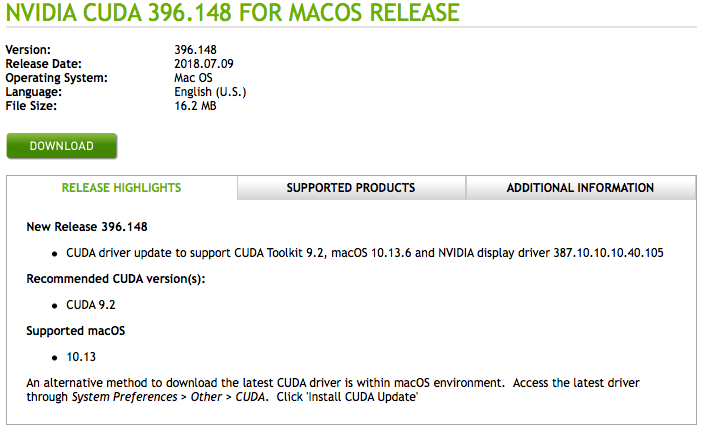 NVIDIA CUDA 396.148 FOR MACOS RELEASE
Version: 396.148
Release Date: 2018.07.09
Operating System: Mac OS
Language: English (U.S.)
File Size: 16.2 MB
DOWNLOAD
RELEASE HIGHLIGHTS SUPPORTED PRODUCTS ADDITIONAL INFORMATION
New Release 396.148
• CUDA driver update to support CUDA Toolkit 9.2, macOS 10.13.6 and NVIDIA display driver 387.10.10.10.40.105
Recommended CUDA version(s):
• CUDA 9.2
Supported macOS
• 10.13
An alternative method to download the latest CUDA driver is within macOS environment. Access the latest driver
through System Preferences > Other > CUDA. Click 'Install CUDA Update'